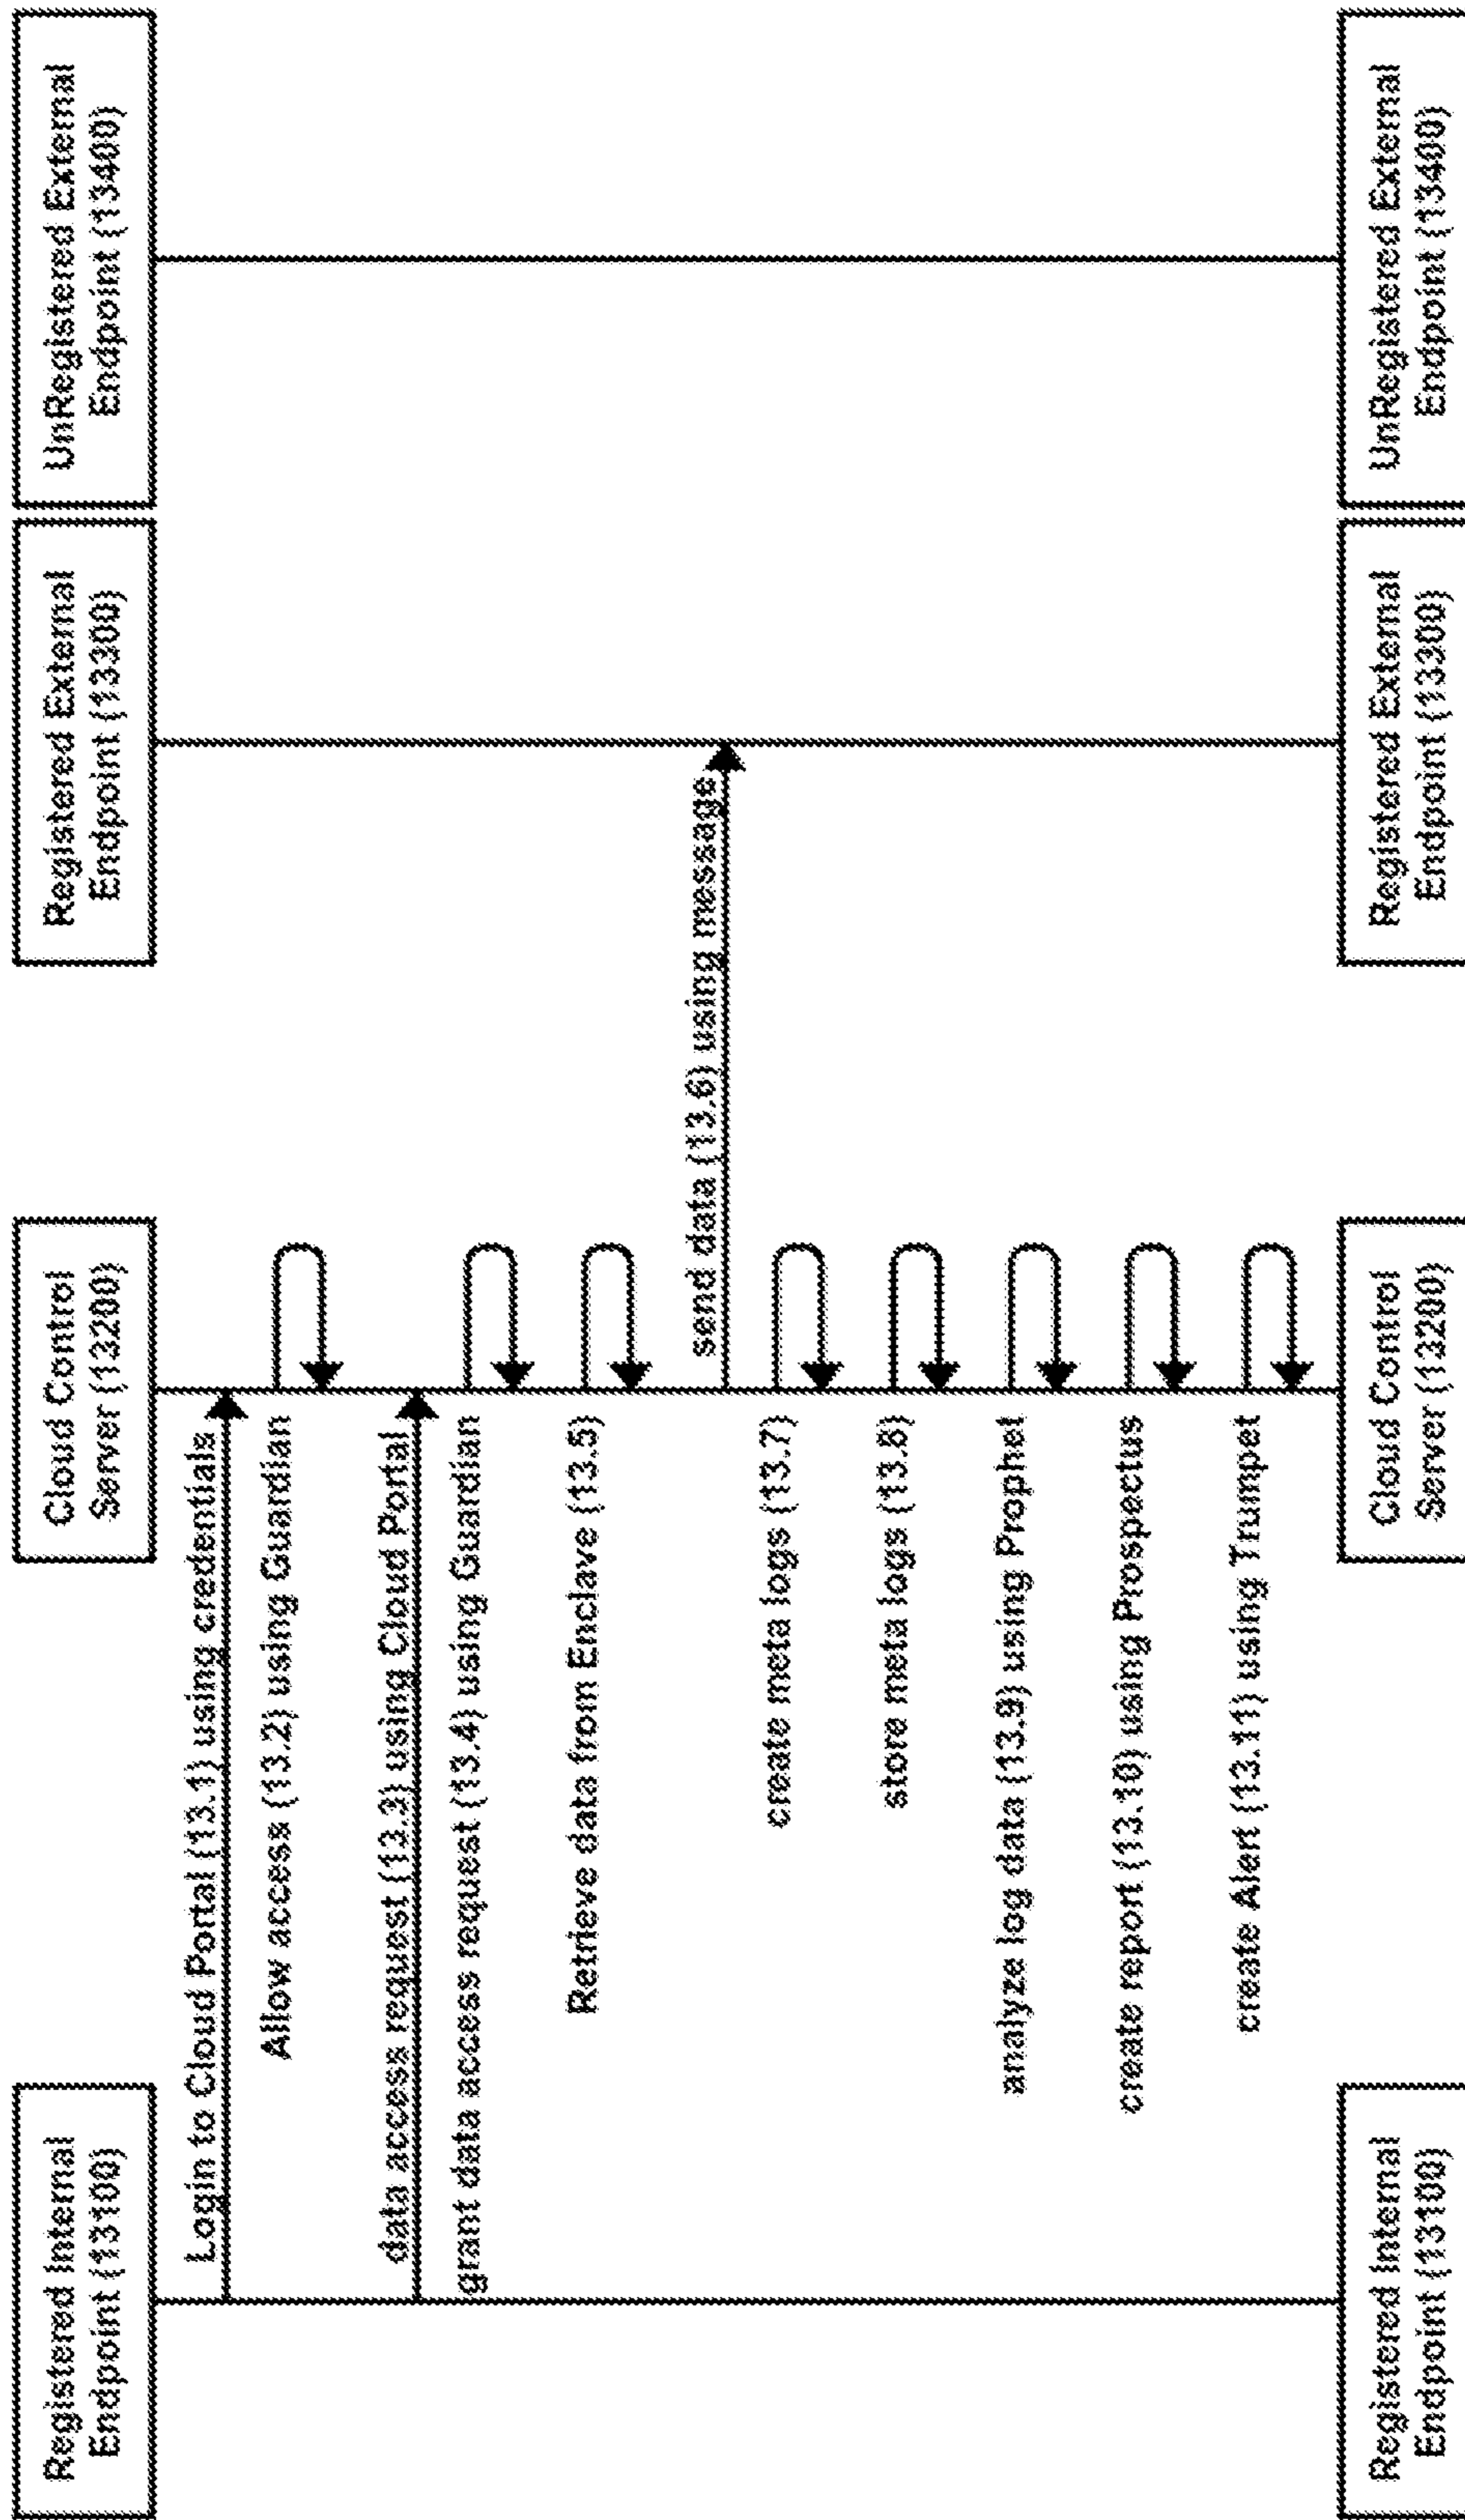 Registered Internal
Endpoint (13100)
Cloud Control
Server (13200)
Registered External
Endpoint (13300)
UnRegistered External
Endpoint (13400)
Login to Cloud Portal (13.1) using credentials
Allow access (13.2) using Guardian
data access request (13.3) using Cloud Portal
grant data access request (13.4) using Guardian
Retrieve data from Enclave (13.5)
send data (13.6) using message
create meta logs (13.7)
store meta logs (13.8)
analyze log data (13.9) using Prophet
create report (13.10) using Prospectus
create Alert (13.11) using Trumpet
Registered Internal
Endpoint (13100)
Cloud Control
Server (13200)
Registered External
Endpoint (13300)
UnRegistered External
Endpoint (13400)